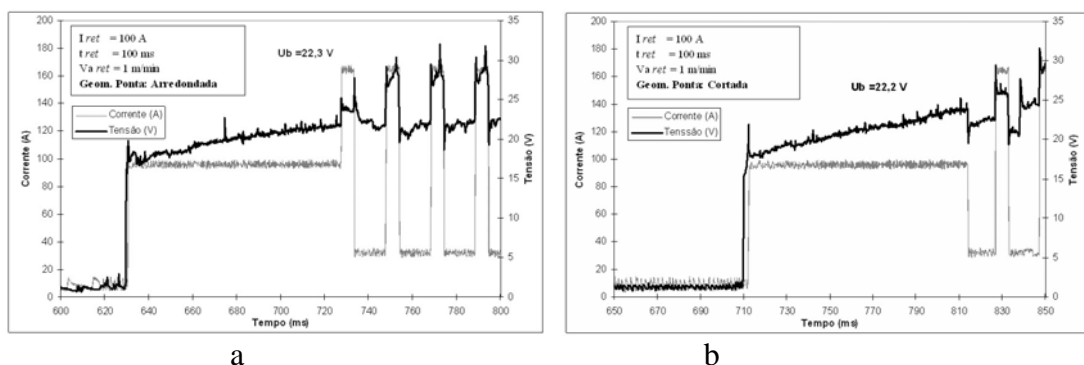 I ret = 100 A
t ret = 100 ms
Va ret = 1 m/min
Geom. Ponta: Arredondada
Ub =22,3 V
Corrente (A)
Tensão (V)
Corrente (A)
200
180
160
140
120
100
80
60
40
20
0
35
30
25
20
15
10
5
0
Tensão (V)
600
620
640
660
680
700
720
740
760
780
800
Tempo (ms)
a
I ret = 100 A
t ret = 100 ms
Va ret = 1 m/min
Geom. Ponta: Cortada
Ub =22,2 V
Corrente (A)
Tenssão (V)
Corrente (A)
200
180
160
140
120
100
80
60
40
20
0
35
30
25
20
15
10
5
0
Tensão (V)
650
670
690
710
730
750
770
790
810
830
850
Tempo (ms)
b